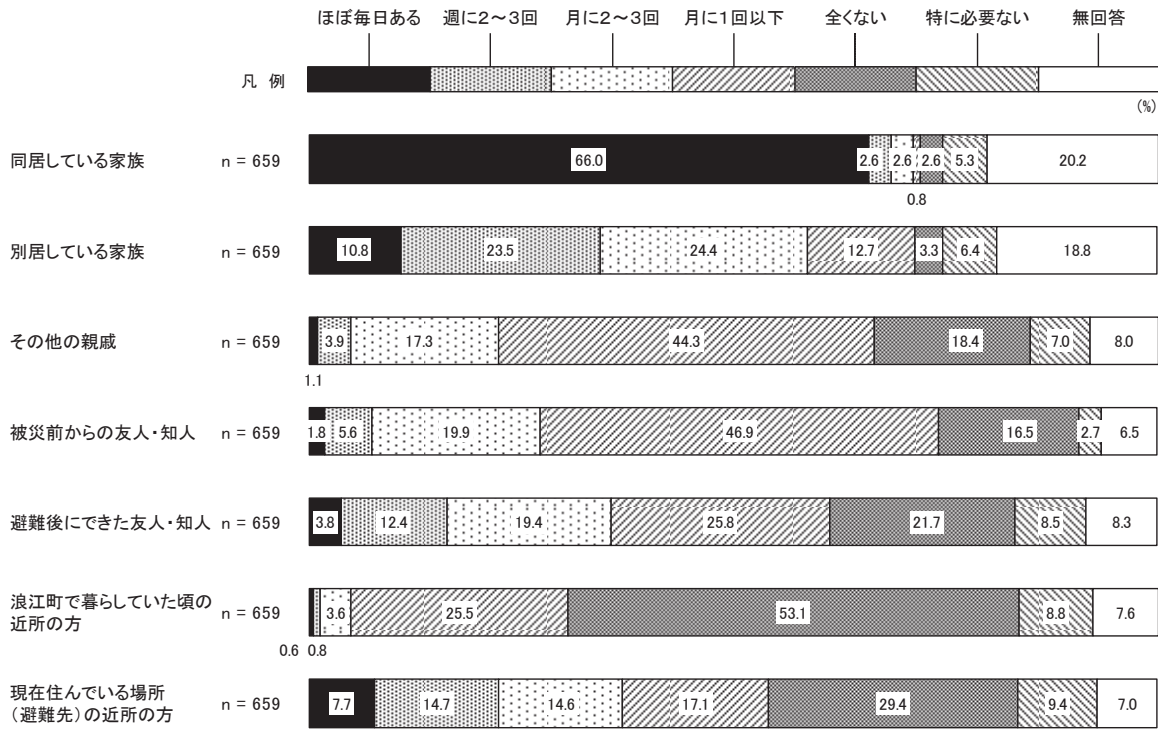 ほぼ毎日ある 週に2～3回 月に2～3回 月に1回以下 全くない 特に必要ない 無回答
凡 例
(%)
同居している家族 n = 659 66.0 2.6 2.6 2.6 5.3 20.2
0.8
別居している家族 n = 659 10.8 23.5 24.4 12.7 3.3 6.4 18.8
その他の親戚 n = 659 3.9 17.3 44.3 18.4 7.0 8.0
1.1
被災前からの友人・知人 n = 659 1.8 5.6 19.9 46.9 16.5 2.7 6.5
避難後にできた友人・知人 n = 659 3.8 12.4 19.4 25.8 21.7 8.5 8.3
浪江町で暮らしていた頃の
近所の方 n = 659 3.6 25.5 53.1 8.8 7.6
0.6 0.8
現在住んでいる場所
（避難先）の近所の方 n = 659 7.7 14.7 14.6 17.1 29.4 9.4 7.0